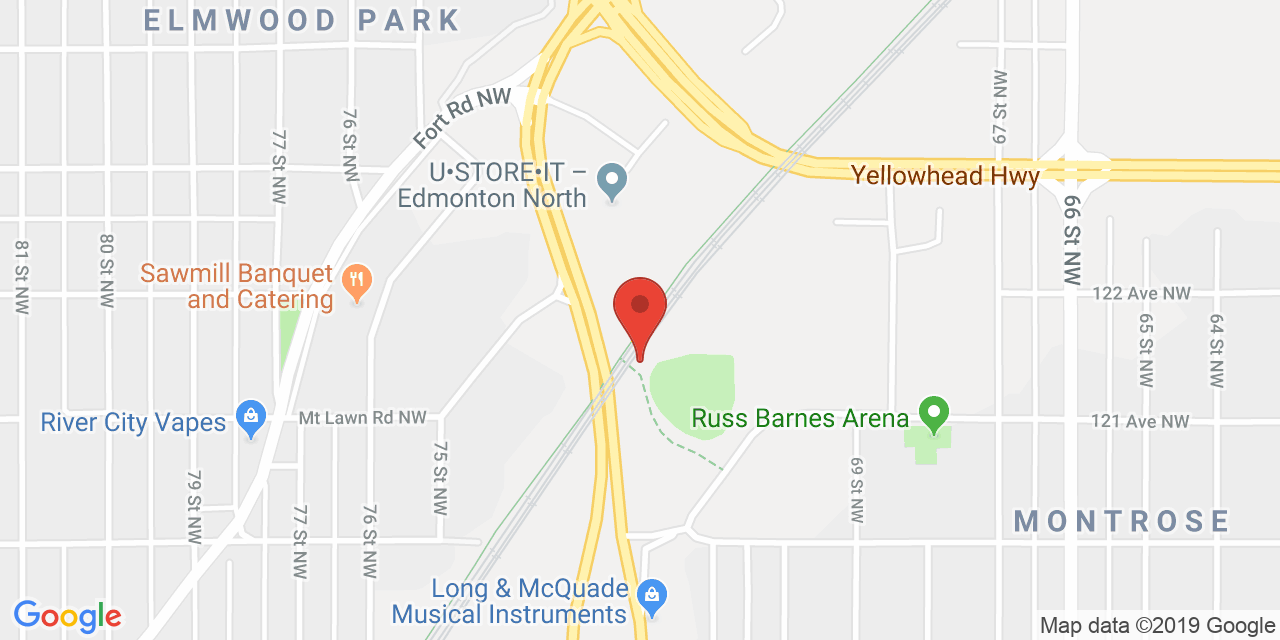 ELMWOOD PARK
Fort Rd NW
76 St NW
77 St NW
U•STORE•IT –
Edmonton North
67 St NW
Yellowhead Hwy
66 St NW
81 St NW
80 St NW
Sawmill Banquet
and Catering
122 Ave NW
65 St NW
64 St NW
River City Vapes
Mt Lawn Rd NW
Russ Barnes Arena
121 Ave NW
79 St NW
77 St NW
76 St NW
75 St NW
69 St NW
MONTROSE
Long & McQuade
Musical Instruments
Google
Map data ©2019 Google